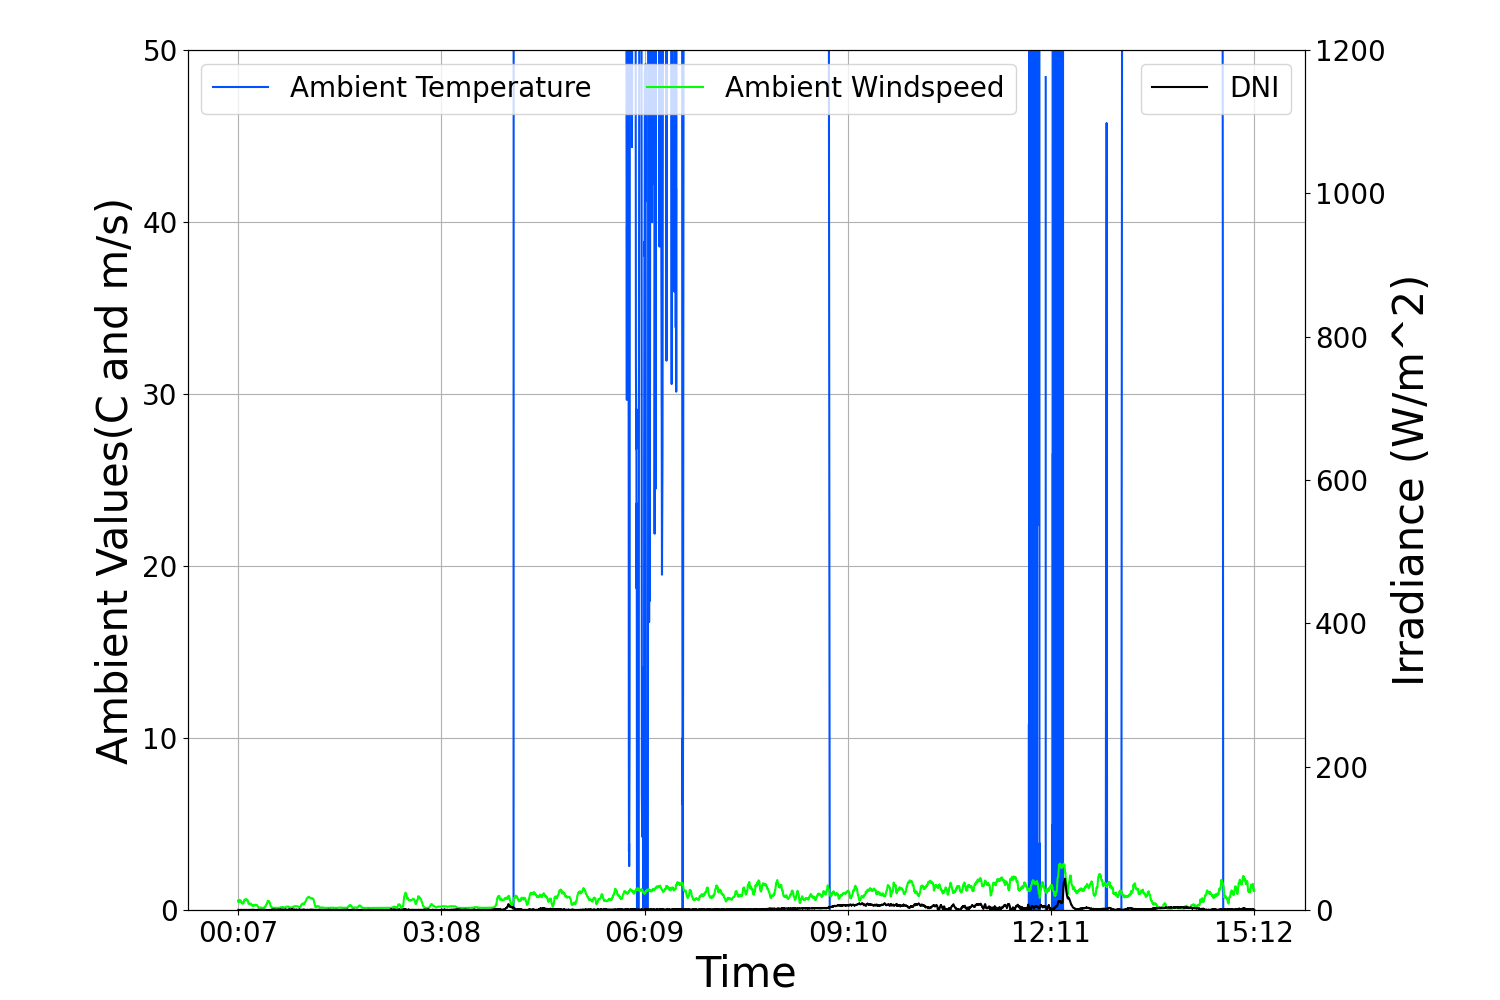 Ambient Temperature
Ambient Windspeed
DNI
Ambient Values(C and m/s)
50
40
30
20
10
0
1200
1000
800
600
400
200
0
Irradiance (W/m^2)
00:07 03:08 06:09 09:10 12:11 15:12
Time